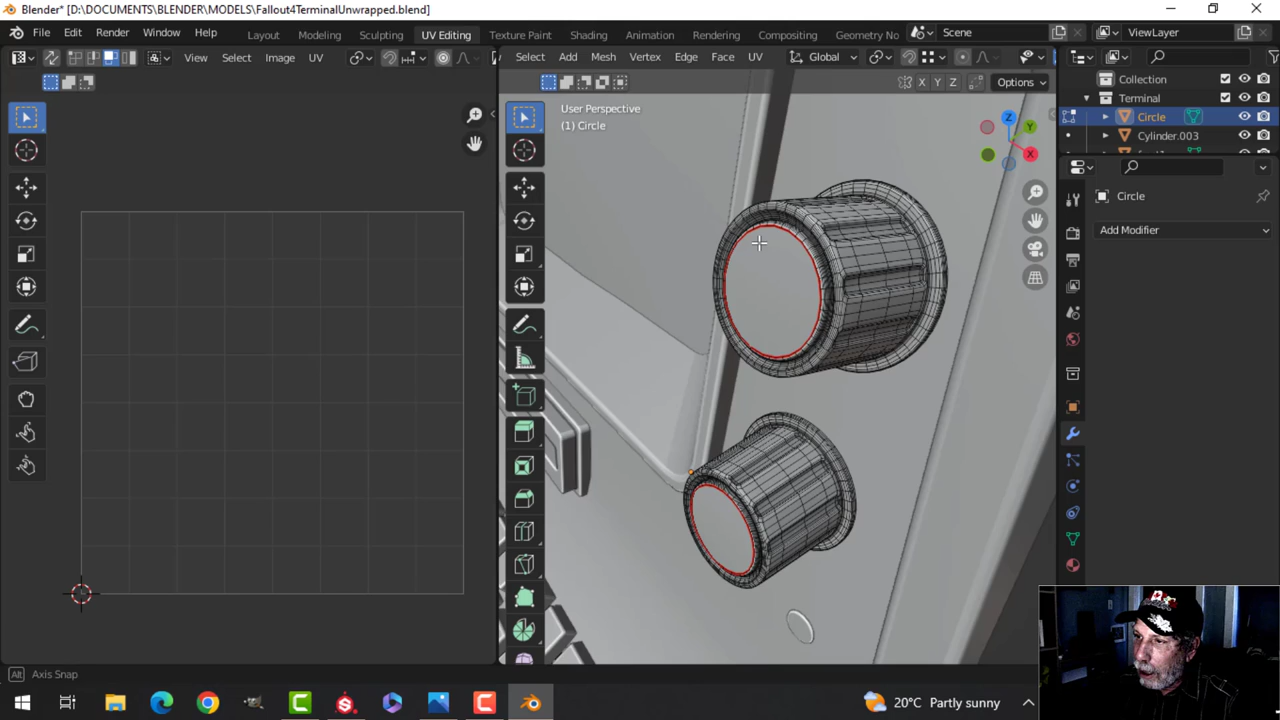 Blender* [D:\DOCUMENTS\BLENDER\MODELS\Fallout4TerminalUnwrapped.blend]
File Edit Render Window Help Layout Modeling Sculpting UV Editing Texture Paint Shading Animation Rendering Compositing Geometry No Scene ViewLayer
View Select Image UV Select Add Mesh Vertex Edge Face UV Global
X Y Z Options
Collection
Terminal
Circle
Cylinder.003
User Perspective
(1) Circle
Z Y X
Circle
Add Modifier
Alt Axis Snap
20°C Partly sunny